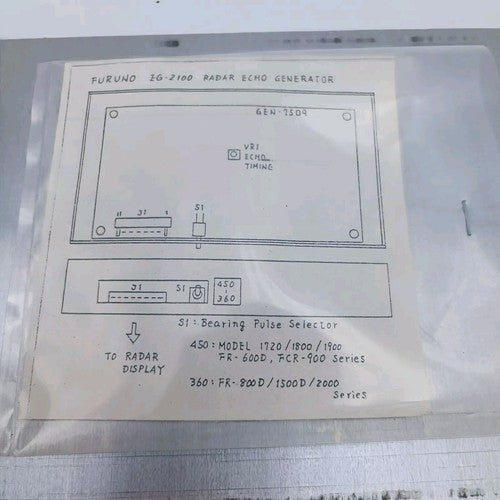 FURUNO EG-2100 RADAR ECHO GENERATOR
GEN-7509
VR1
ECHO
TIMING
J1
S1
J1
S1
450
360
S1: Bearing Pulse Selector
TO RADAR
DISPLAY
450: MODEL 1720/1800/1900
FR-600D, FCR-900 Series
360: FR-800D/1500D/2000
Series